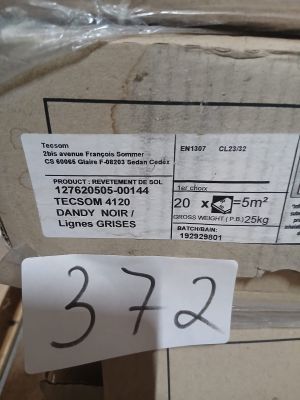 Tecsom
2bis avenue François Sommer
CS 60065 Glaire F-08203 Sedan Cedex
EN1307 CL23/32
PRODUCT : REVETEMENT DE SOL
127620505-00144
TECSOM 4120
DANDY NOIR /
Lignes GRISES
1er choix
20 x =5m²
GROSS WEIGHT ( P.B.) 25kg
BATCH/BAIN:
192929801
372